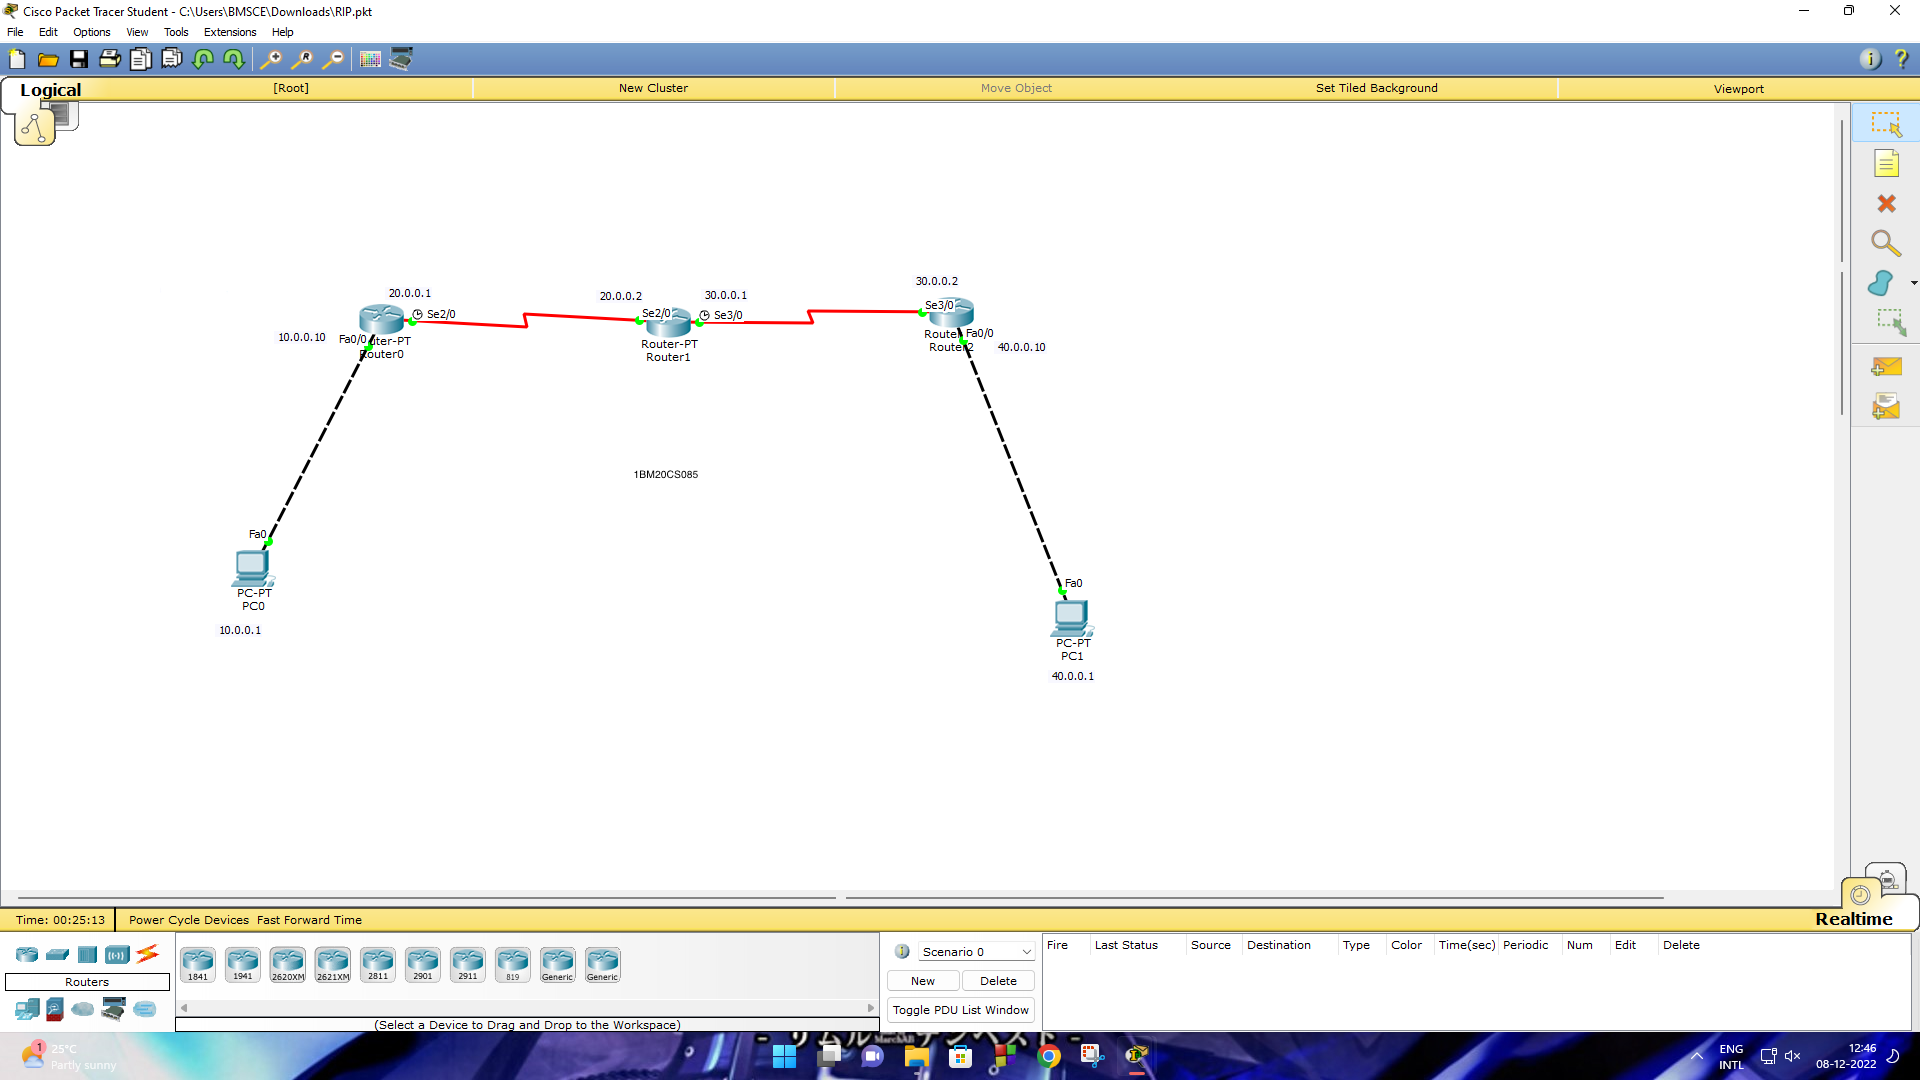 Cisco Packet Tracer Student - C:\Users\BMSCE\Downloads\RIP.pkt
File Edit Options View Tools Extensions Help
Logical [Root] New Cluster Move Object Set Tiled Background Viewport
30.0.0.2
20.0.0.1 20.0.0.2 30.0.0.1
Se3/0
Se2/0 Se2/0 Se3/0
10.0.0.10 Fa0/0 uter-PT Router-PT Router Fa0/0
Router0 Router1 Router2 40.0.0.10
1BM20CS085
Fa0
PC-PT
PC0
10.0.0.1
Fa0
PC-PT
PC1
40.0.0.1
Realtime
Time: 00:25:13 Power Cycle Devices Fast Forward Time
Routers
1841 1941 2620XM 2621XM 2811 2901 2911 819 Generic Generic
(Select a Device to Drag and Drop to the Workspace)
Scenario 0
New Delete
Toggle PDU List Window
Fire Last Status Source Destination Type Color Time(sec) Periodic Num Edit Delete
1
25°C
Partly sunny
ENG
INTL
12:46
08-12-2022